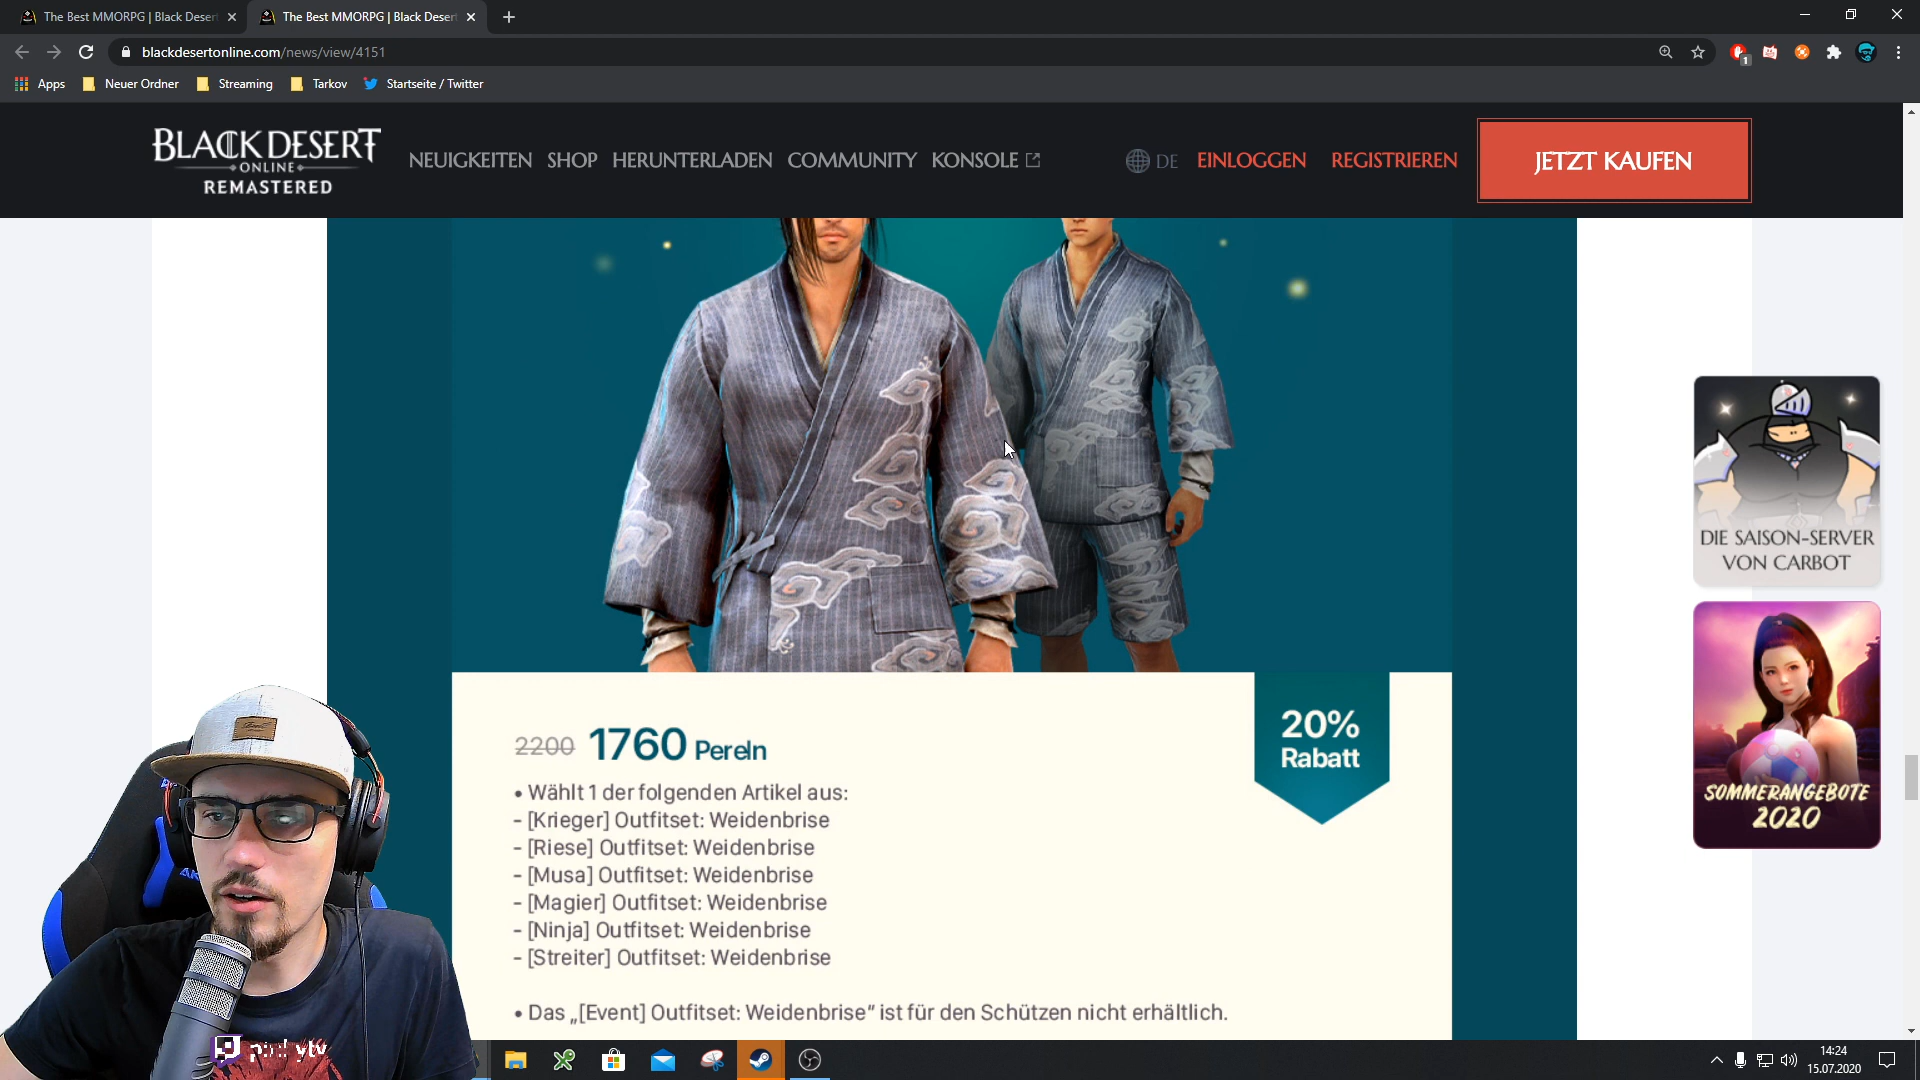 The Best MMORPG | Black Desert
The Best MMORPG | Black Desert
blackdesertonline.com/news/view/4151
1
Apps
Neuer Ordner
Streaming
Tarkov
Startseite / Twitter
BLACK DESERT
ONLINE
REMASTERED
NEUIGKEITEN
SHOP
HERUNTERLADEN
COMMUNITY
KONSOLE
DE
EINLOGGEN
REGISTRIEREN
JETZT KAUFEN
DIE SAISON-SERVER
VON CARBOT
SOMMERANGEBOTE
2020
20%
Rabatt
2200 1760 Pereln
• Wählt 1 der folgenden Artikel aus:
- [Krieger] Outfitset: Weidenbrise
- [Riese] Outfitset: Weidenbrise
- [Musa] Outfitset: Weidenbrise
- [Magier] Outfitset: Weidenbrise
- [Ninja] Outfitset: Weidenbrise
- [Streiter] Outfitset: Weidenbrise
• Das „[Event] Outfitset: Weidenbrise“ ist für den Schützen nicht erhältlich.
14:24
15.07.2020